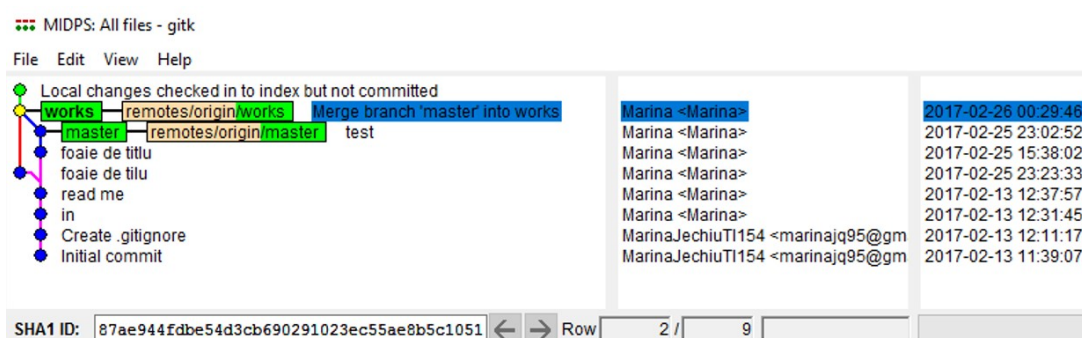 MIDPS: All files - gitk
File Edit View Help
Local changes checked in to index but not committed
works remotes/origin/works Merge branch 'master' into works Marina <Marina> 2017-02-26 00:29:46
master remotes/origin/master test Marina <Marina> 2017-02-25 23:02:52
foaie de titlu Marina <Marina> 2017-02-25 15:38:02
foaie de tilu Marina <Marina> 2017-02-25 23:23:33
read me Marina <Marina> 2017-02-13 12:37:57
in Marina <Marina> 2017-02-13 12:31:45
Create .gitignore MarinaJechiuTI154 <marinajq95@gm 2017-02-13 12:11:17
Initial commit MarinaJechiuTI154 <marinajq95@gm 2017-02-13 11:39:07
SHA1 ID: 87ae944fdbe54d3cb690291023ec55ae8b5c1051 Row 2 / 9